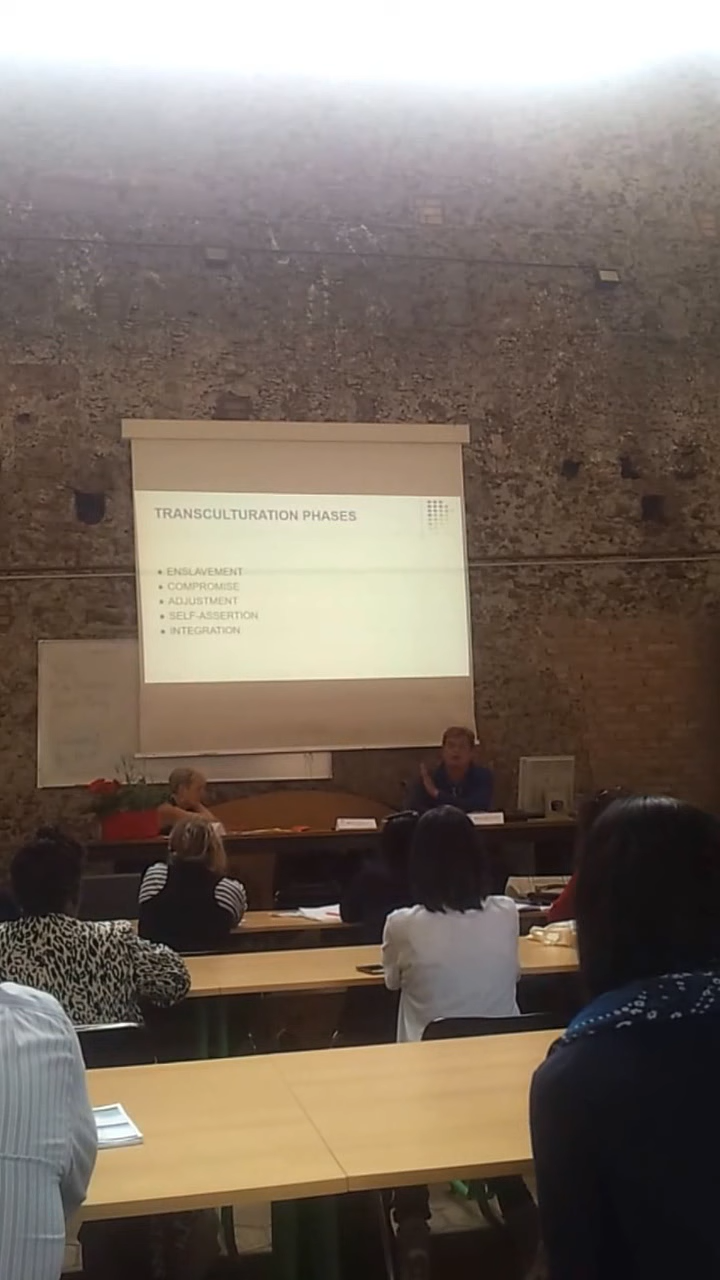 TRANSCULTURATION PHASES
• ENSLAVEMENT
• COMPROMISE
• ADJUSTMENT
• SELF-ASSERTION
• INTEGRATION